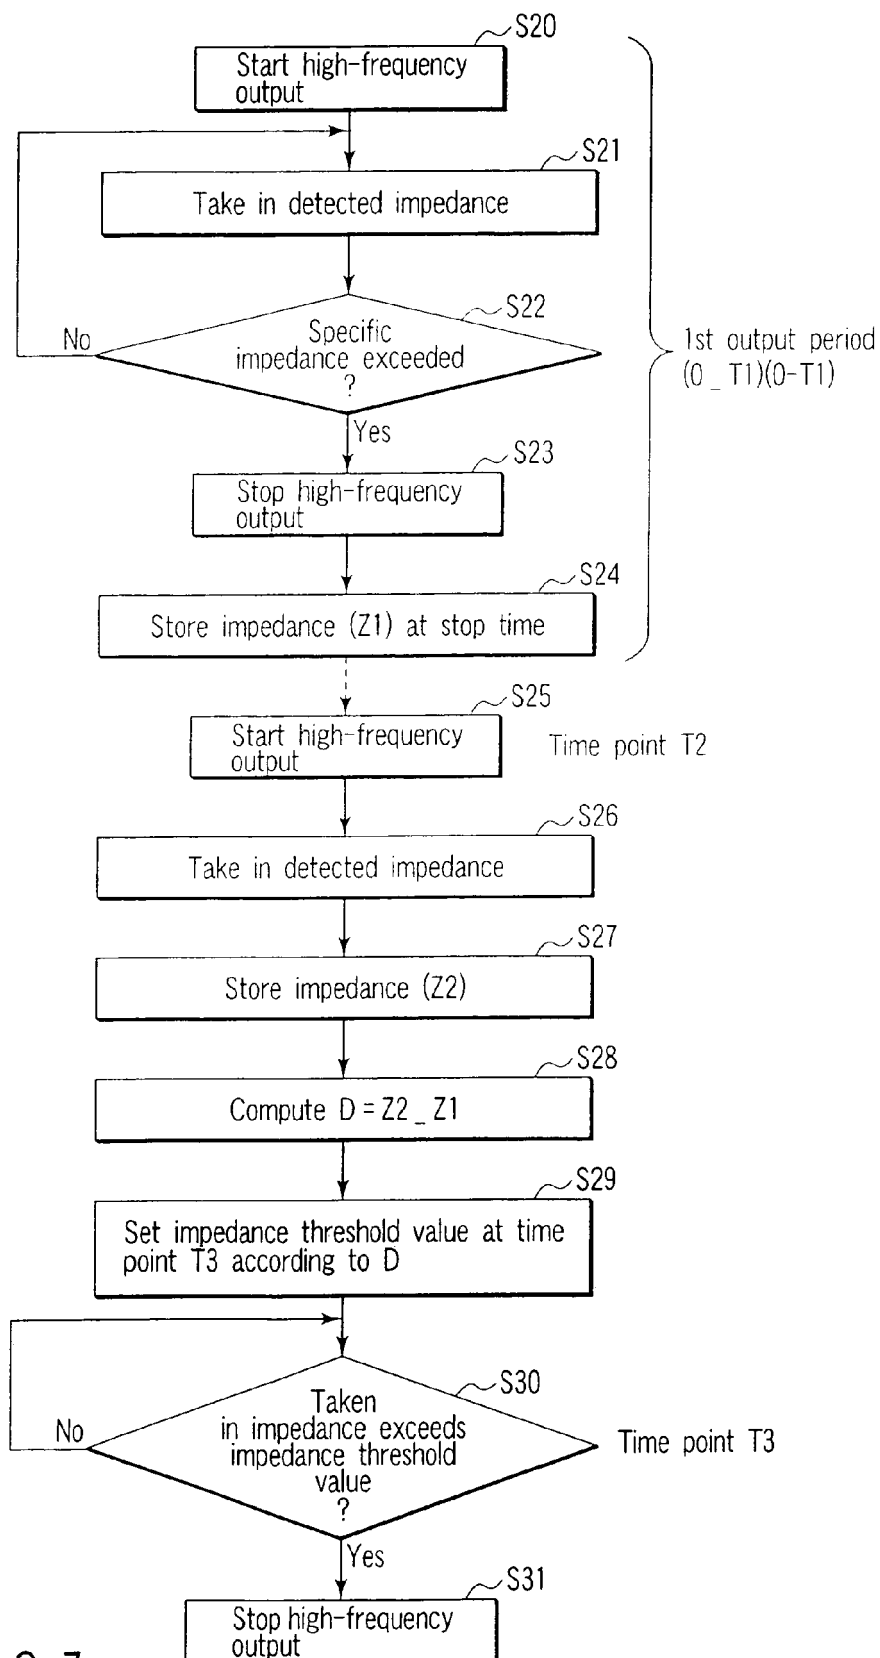 S20
Start high-frequency
output
S21
Take in detected impedance
S22
Specific
impedance exceeded
?
No
Yes
1st output period
(0 _ T1)(0-T1)
S23
Stop high-frequency
output
S24
Store impedance (Z1) at stop time
S25
Start high-frequency
output
Time point T2
S26
Take in detected impedance
S27
Store impedance (Z2)
S28
Compute D = Z2 _ Z1
S29
Set impedance threshold value at time
point T3 according to D
S30
Taken
in impedance exceeds
impedance threshold
value
?
No
Time point T3
Yes
S31
Stop high-frequency
output